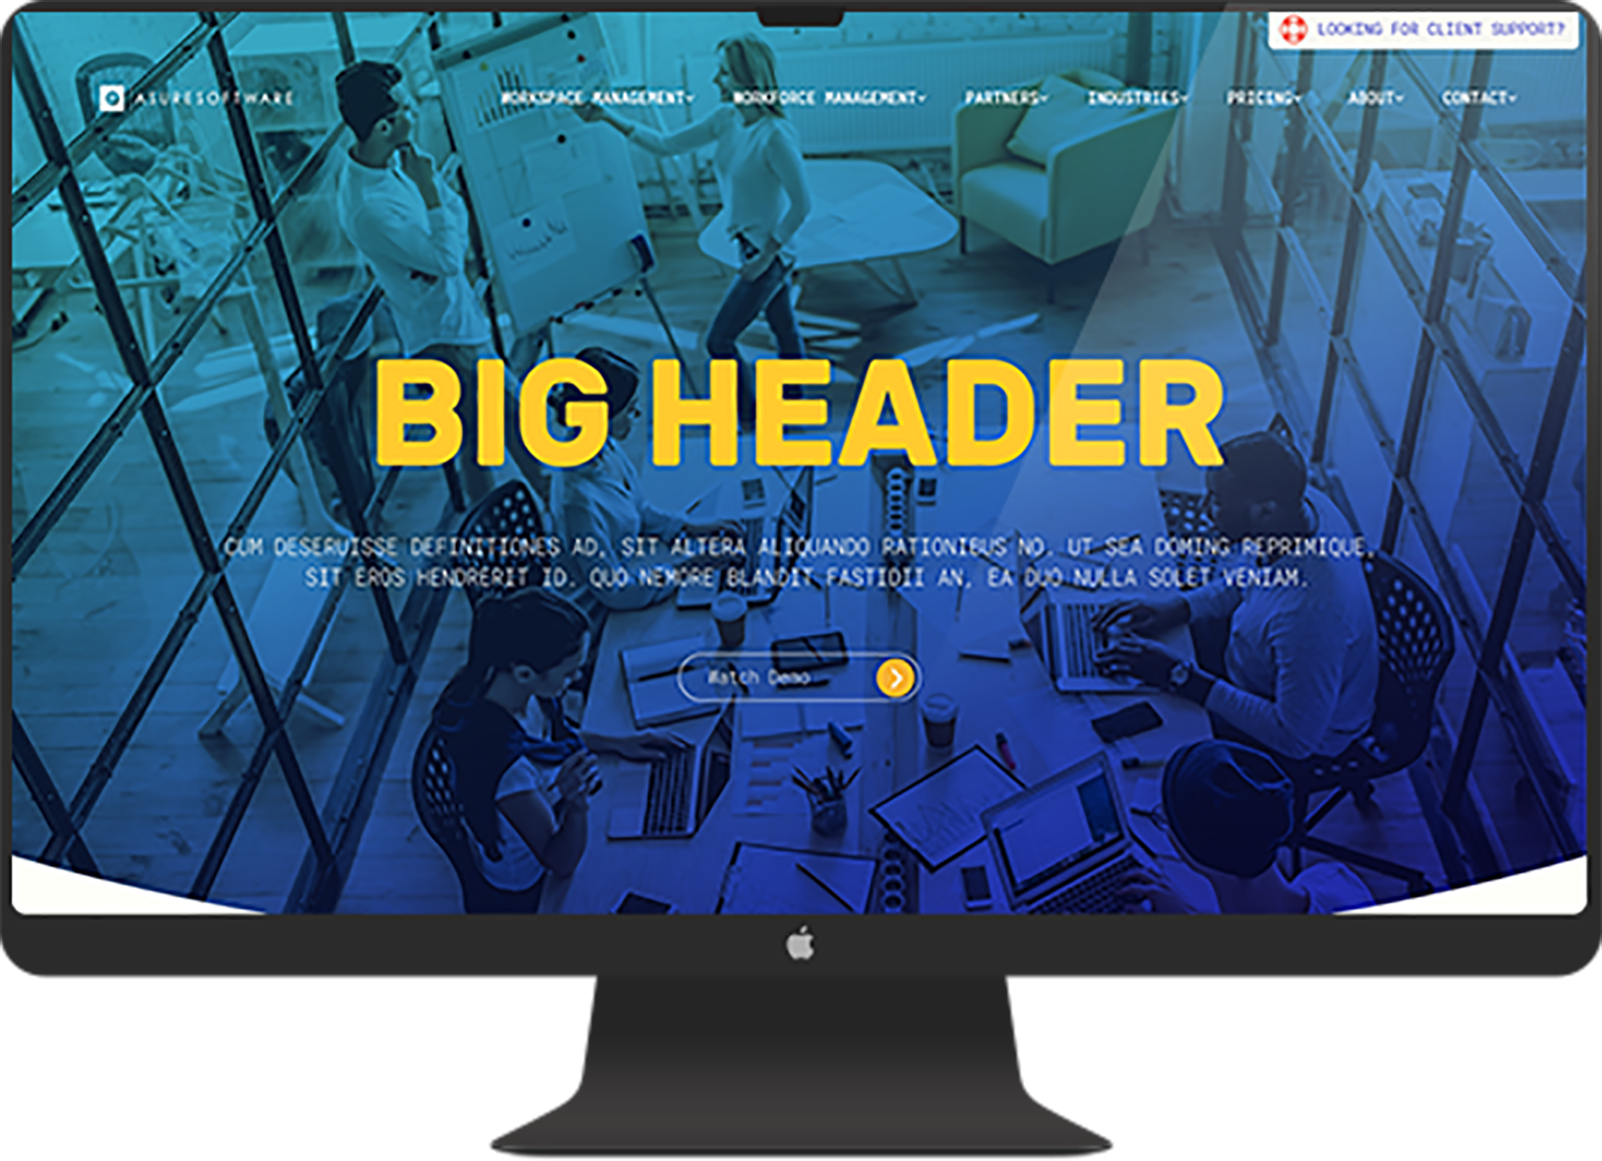 LOOKING FOR CLIENT SUPPORT?
ASURESOFTWARE
WORKSPACE MANAGEMENT
WORKFORCE MANAGEMENT
PARTNERS
INDUSTRIES
PRICING
ABOUT
CONTACT
BIG HEADER
CUM DESERUISSE DEFINITIONES AD, SIT ALTERA ALIQUANDO RATIONIBUS NO. UT SEA DOMING REPRIMIQUE,
SIT EROS HENDRERIT ID. QUO NEMORE BLANDIT FASTIDII AN, EA DUO NULLA SOLET VENIAM.
Watch Demo